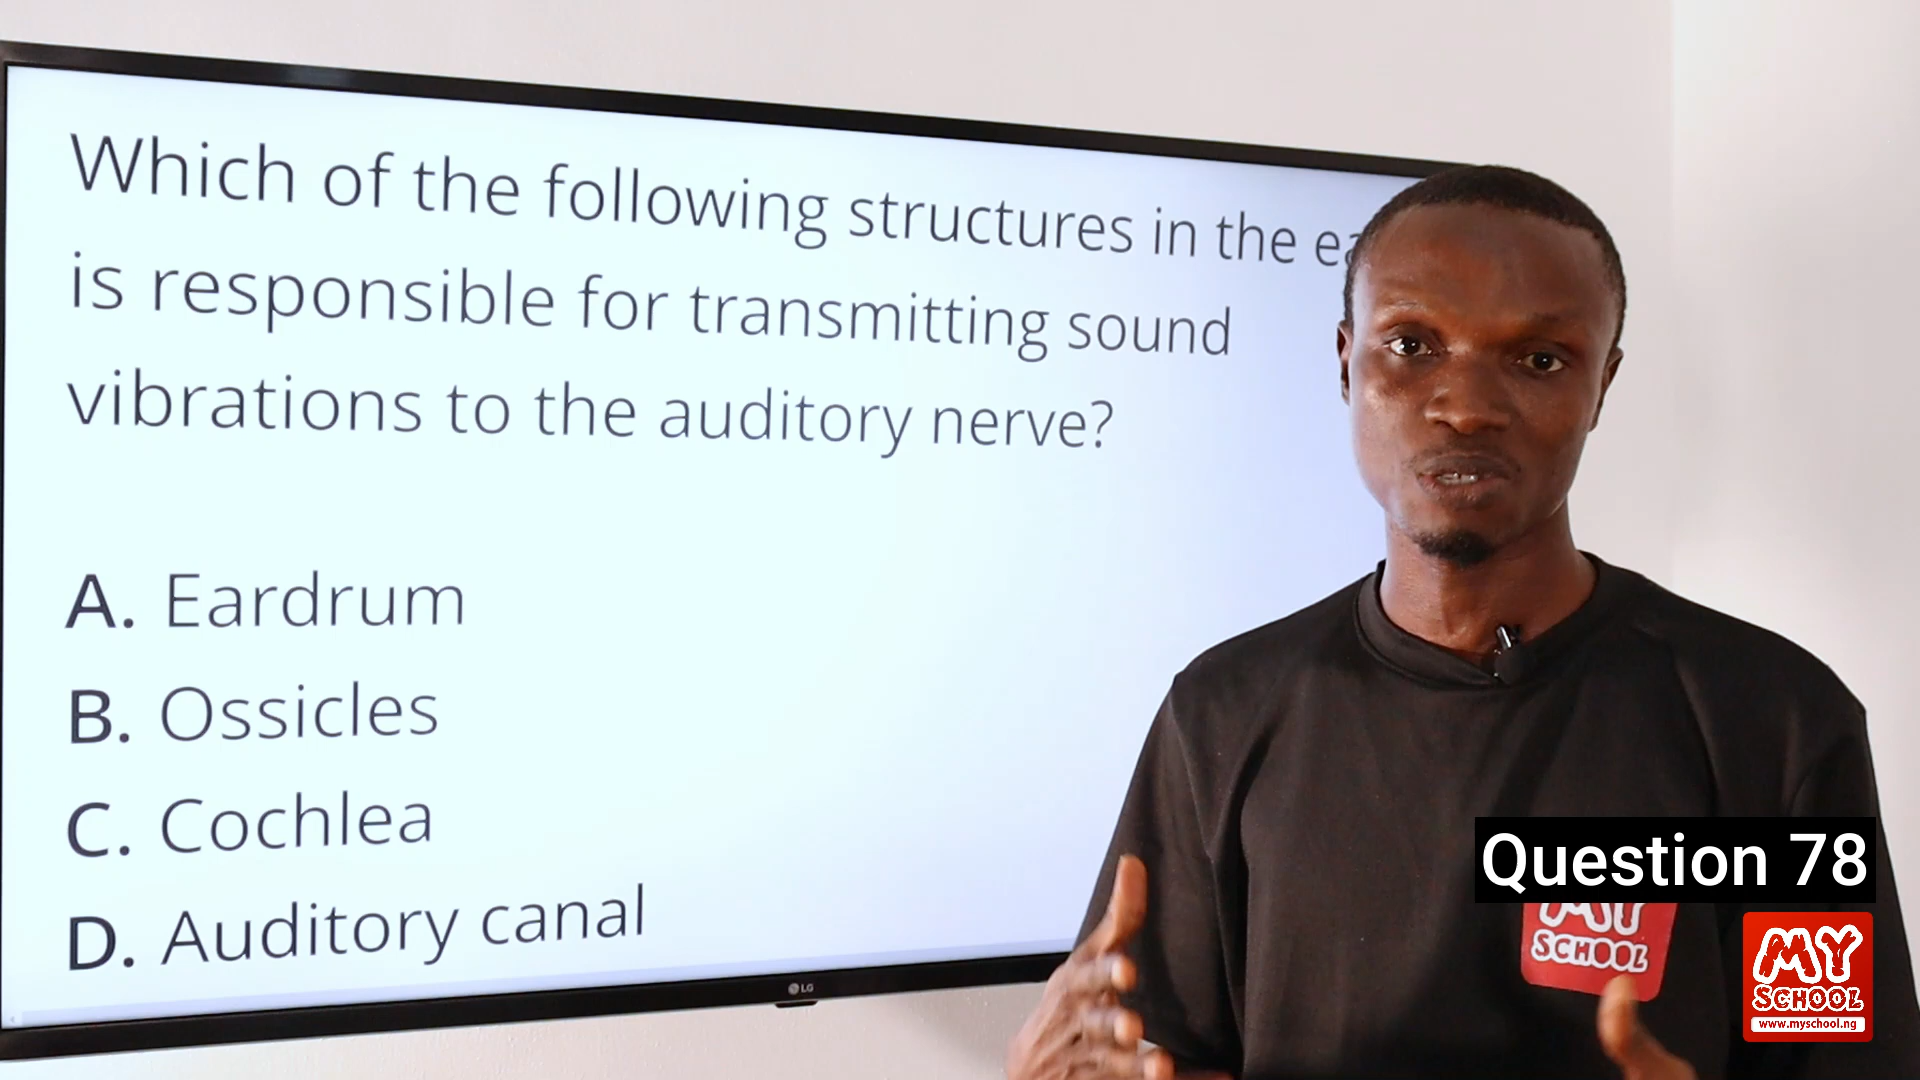 Which of the following structures in the
is responsible for transmitting sound
vibrations to the auditory nerve?
A. Eardrum
B. Ossicles
C. Cochlea
D. Auditory canal
LG
Question 78
MY
SCHOOL
MY
SCHOOL
www.myschool.ng